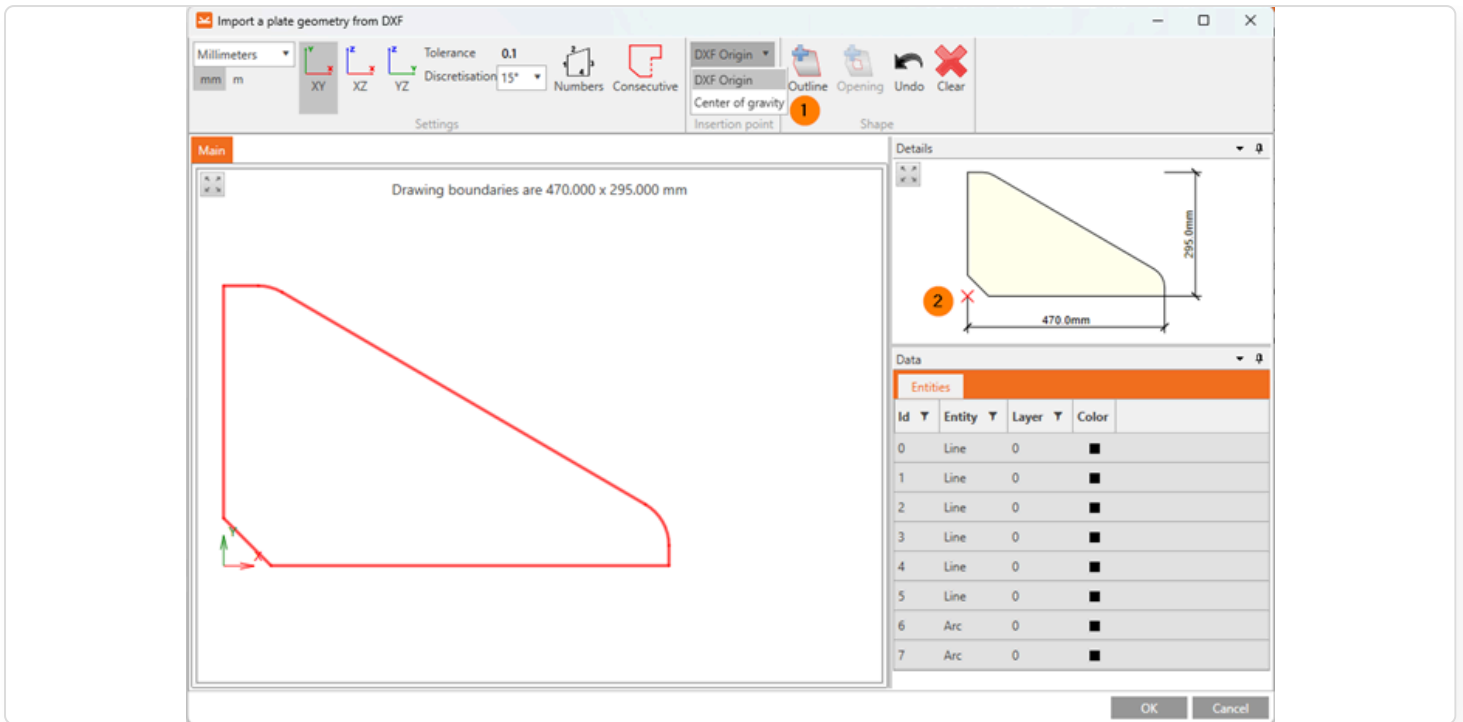 Import a plate geometry from DXF
Millimeters
mm m
Y X XY
Z X XZ
Z Y YZ
Tolerance 0.1
Discretisation 15°
2 1 3 4 Numbers
Consecutive
Settings
DXF Origin
DXF Origin
Center of gravity
Insertion point
1
Outline Opening Undo Clear
Shape
Main
Drawing boundaries are 470.000 x 295.000 mm
Y
X
Details
295.0mm
2
470.0mm
Data
Entities
Id Entity Layer Color
0 Line 0
1 Line 0
2 Line 0
3 Line 0
4 Line 0
5 Line 0
6 Arc 0
7 Arc 0
OK Cancel